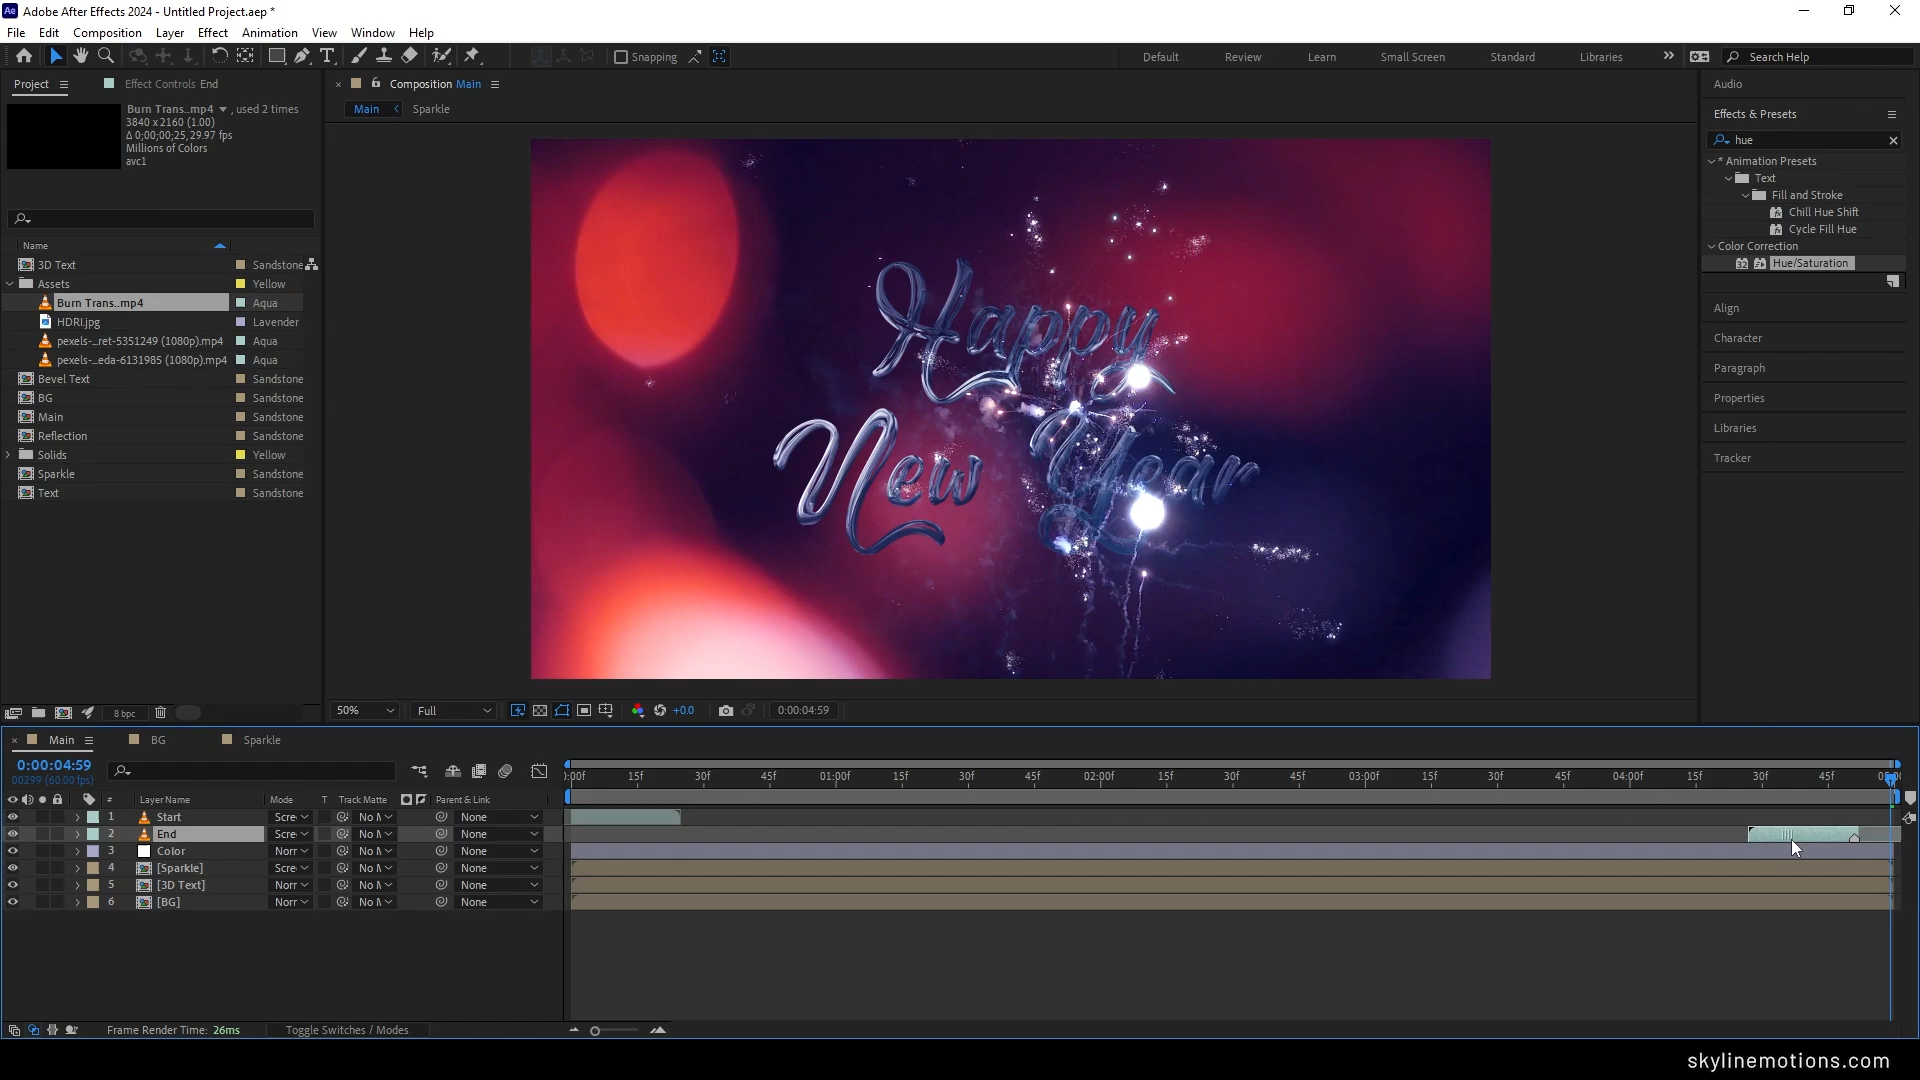 Adobe After Effects 2024 - Untitled Project.aep *
File Edit Composition Layer Effect Animation View Window Help
Snapping
Default Review Learn Small Screen Standard Libraries
Search Help
Project
Effect Controls End
Burn Trans..mp4 , used 2 times
3840 x 2160 (1.00)
Δ 0;00;00;25, 29.97 fps
Millions of Colors
avc1
Name
3D Text Sandstone
Assets Yellow
Burn Trans..mp4 Aqua
HDRI.jpg Lavender
pexels-...ret-5351249 (1080p).mp4 Aqua
pexels-...eda-6131985 (1080p).mp4 Aqua
Bevel Text Sandstone
BG Sandstone
Main Sandstone
Reflection Sandstone
Solids Yellow
Sparkle Sandstone
Text Sandstone
8 bpc
Composition Main
Main Sparkle
Happy
New Year
50% Full +0.0 0:00:04:59
Audio
Effects & Presets
hue
* Animation Presets
Text
Fill and Stroke
Chill Hue Shift
Cycle Fill Hue
Color Correction
32 Hue/Saturation
Align
Character
Paragraph
Properties
Libraries
Tracker
Main BG Sparkle
0:00:04:59
00299 (60.00 fps)
:00f 15f 30f 45f 01:00f 15f 30f 45f 02:00f 15f 30f 45f 03:00f 15f 30f 45f 04:00f 15f 30f 45f
# Layer Name Mode T Track Matte Parent & Link
1 Start Scre No M None
2 End Scre No M None
3 Color Norr No M None
4 [Sparkle] Scre No M None
5 [3D Text] Norr No M None
6 [BG] Norr No M None
Frame Render Time: 26ms Toggle Switches / Modes
skylinemotions.com